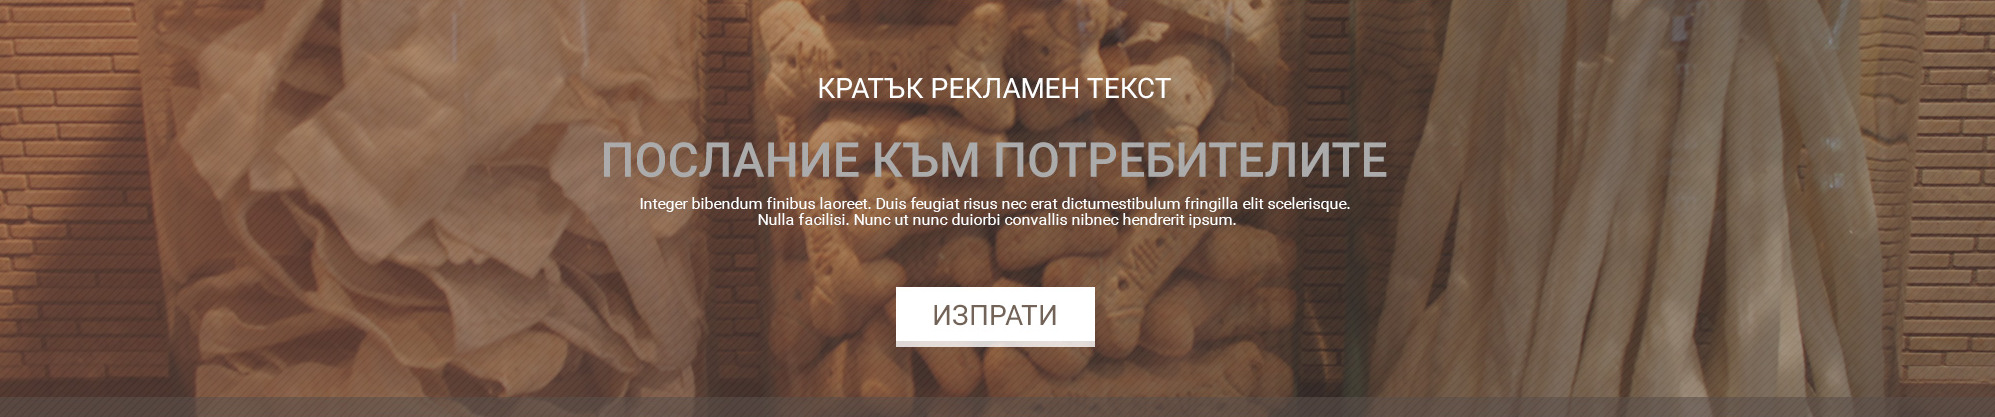 КРАТЪК РЕКЛАМЕН ТЕКСТ
ПОСЛАНИЕ КЪМ ПОТРЕБИТЕЛИТЕ
Integer bibendum finibus laoreet. Duis feugiat risus nec erat dictumestibulum fringilla elit scelerisque.
Nulla facilisi. Nunc ut nunc duiorbi convallis nibnec hendrerit ipsum.
ИЗПРАТИ